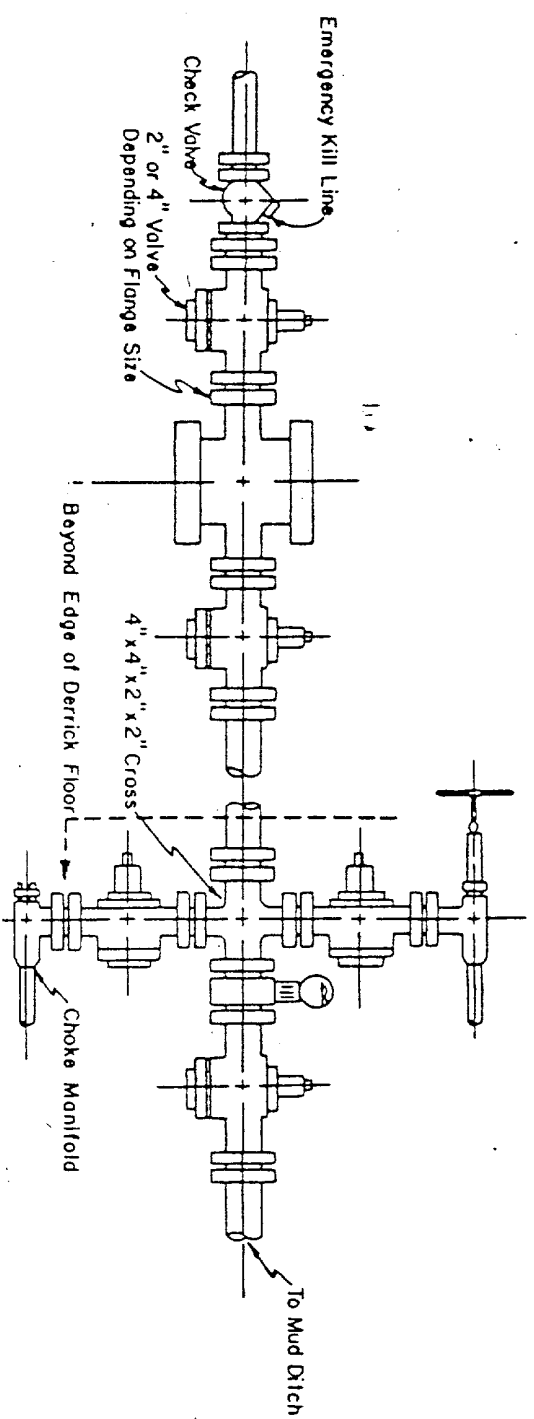 Emergency Kill Line
Check Valve
2" or 4" Valve
Depending on Flange Size
Beyond Edge of Derrick Floor
4"x4"x2"x2" Cross
Choke Manifold
To Mud Ditch